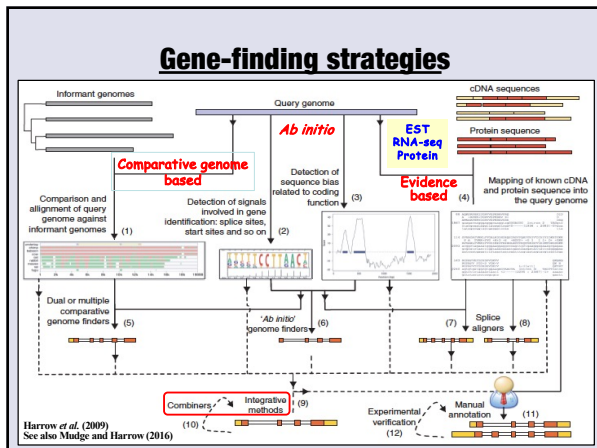 Gene-finding strategies
Informant genomes
Query genome
cDNA sequences
Ab initio
EST
RNA-seq
Protein
Protein sequence
Comparative genome
based
Evidence
based
Detection of
sequence bias
related to coding
function
(3)
(4)
Mapping of known cDNA
and protein sequence into
the query genome
Comparison and
allignment of query
genome against
informant genomes
(1)
Detection of signals
involved in gene
identification: splice sites,
start sites and so on
(2)
Dual or multiple
comparative
genome finders
(5)
'Ab initio'
genome finders
(6)
(7)
Splice
aligners
(8)
Combiners
Integrative
methods
(9)
(10)
Experimental
verification
(12)
Manual
annotation
(11)
Harrow et al. (2009)
See also Mudge and Harrow (2016)